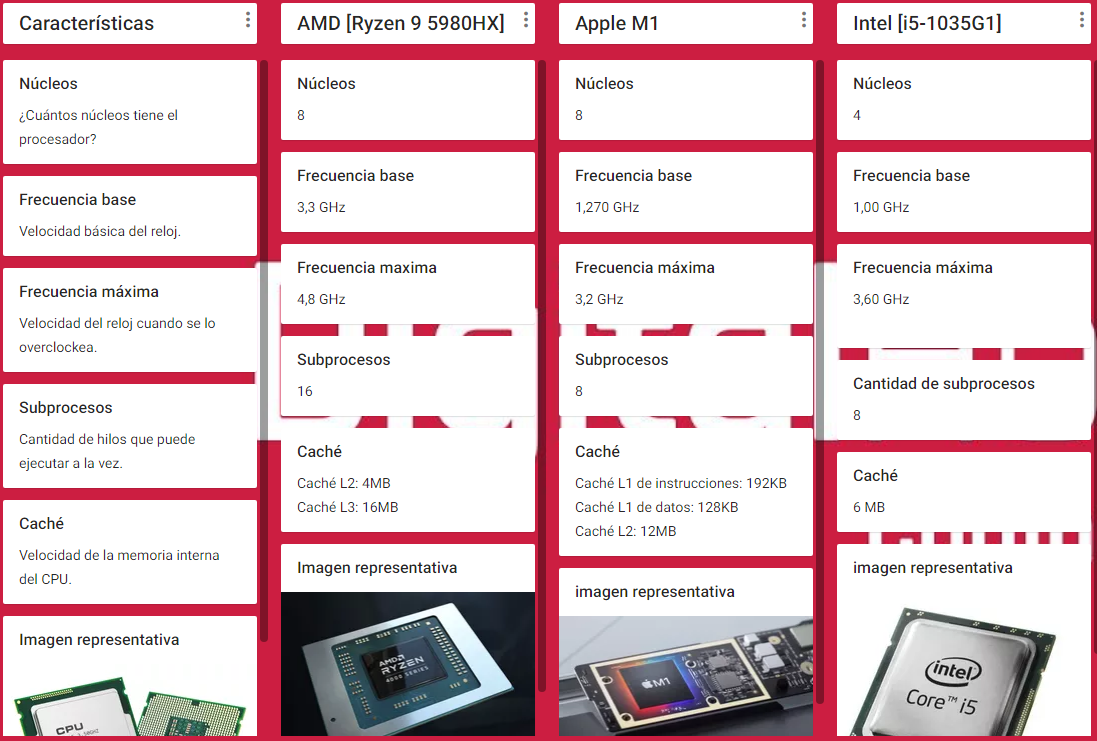 Características
Núcleos
¿Cuántos núcleos tiene el
procesador?
Frecuencia base
Velocidad básica del reloj.
Frecuencia máxima
Velocidad del reloj cuando se lo
overclockea.
Subprocesos
Cantidad de hilos que puede
ejecutar a la vez.
Caché
Velocidad de la memoria interna
del CPU.
Imagen representativa
CPU
AMD [Ryzen 9 5980HX]
Núcleos
8
Frecuencia base
3,3 GHz
Frecuencia maxima
4,8 GHz
Subprocesos
16
Caché
Caché L2: 4MB
Caché L3: 16MB
Imagen representativa
AMD
RYZEN
4000 SERIES
Apple M1
Núcleos
8
Frecuencia base
1,270 GHz
Frecuencia máxima
3,2 GHz
Subprocesos
8
Caché
Caché L1 de instrucciones: 192KB
Caché L1 de datos: 128KB
Caché L2: 12MB
imagen representativa
M1
Intel [i5-1035G1]
Núcleos
4
Frecuencia base
1,00 GHz
Frecuencia máxima
3,60 GHz
Cantidad de subprocesos
8
Caché
6 MB
imagen representativa
intel
Core™ i5